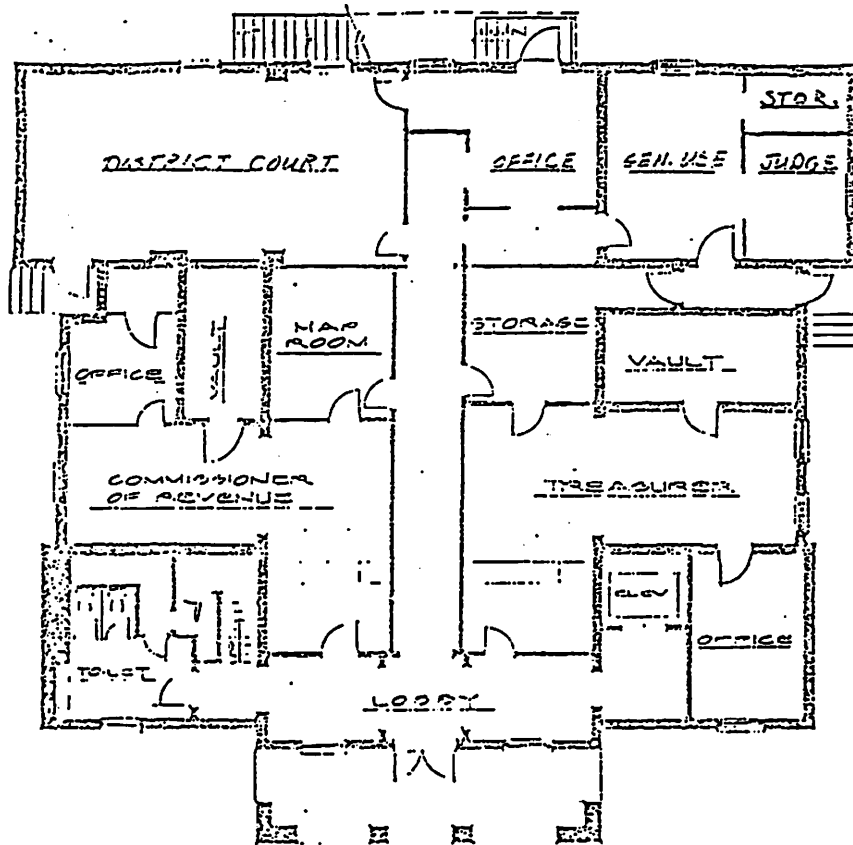 STOR.
DISTRICT COURT
OFFICE
GEN. USE
JUDGE
MAP
ROOM
STORAGE
VAULT
VAULT
OFFICE
COMMISSIONER
OF REVENUE
TREASURER
ELEV
OFFICE
TOILET
LOBBY